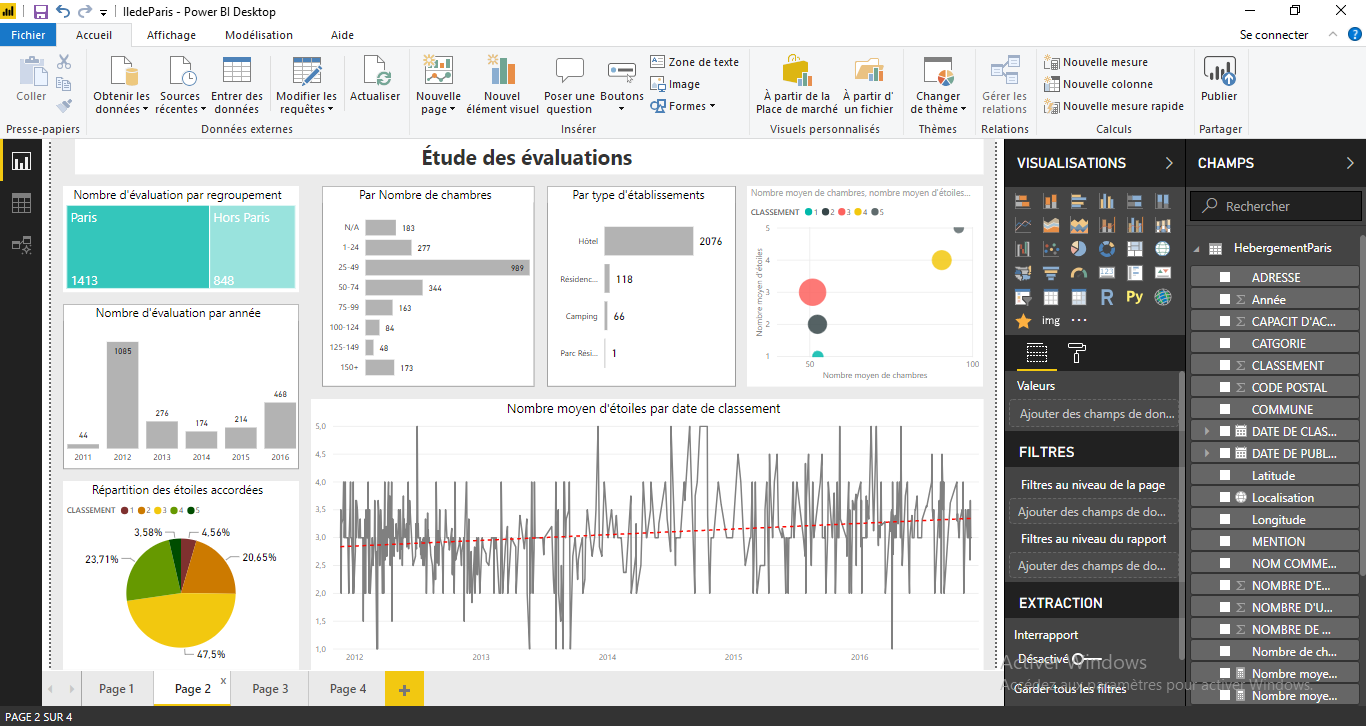 IledeParis - Power BI Desktop
Fichier Accueil Affichage Modélisation Aide Se connecter
Coller
Obtenir les données
Sources récentes
Entrer des données
Modifier les requêtes
Actualiser
Nouvelle page
Nouvel élément visuel
Poser une question
Boutons
Zone de texte
Image
Formes
À partir de la Place de marché
À partir d' un fichier
Changer de thème
Gérer les relations
Nouvelle mesure
Nouvelle colonne
Nouvelle mesure rapide
Publier
Presse-papiers Données externes Insérer Visuels personnalisés Thèmes Relations Calculs Partager
Étude des évaluations
Nombre d'évaluation par regroupement
Paris Hors Paris
1413 848
Nombre d'évaluation par année
44 1085 276 174 214 468
2011 2012 2013 2014 2015 2016
Répartition des étoiles accordées
CLASSEMENT 1 2 3 4 5
3,58% 4,56%
23,71% 20,65%
47,5%
Par Nombre de chambres
N/A 183
1-24 277
25-49 989
50-74 344
75-99 163
100-124 84
125-149 48
150+ 173
Par type d'établissements
Hôtel 2076
Résidenc... 118
Camping 66
Parc Rési... 1
Nombre moyen de chambres, nombre moyen d'étoiles...
CLASSEMENT 1 2 3 4 5
Nombre moyen d'étoiles
5
4
3
2
1
50 100
Nombre moyen de chambres
Nombre moyen d'étoiles par date de classement
5,0
4,5
4,0
3,5
3,0
2,5
2,0
1,5
1,0
2012 2013 2014 2015 2016
VISUALISATIONS
R Py
img ...
Valeurs
Ajouter des champs de don...
FILTRES
Filtres au niveau de la page
Ajouter des champs de do...
Filtres au niveau du rapport
Ajouter des champs de do...
EXTRACTION
Interrapport
Désactivé
Garder tous les filtres
CHAMPS
Rechercher
HebergementParis
ADRESSE
Année
CAPACIT D'AC...
CATGORIE
CLASSEMENT
CODE POSTAL
COMMUNE
DATE DE CLAS...
DATE DE PUBL...
Latitude
Localisation
Longitude
MENTION
NOM COMME...
NOMBRE D'E...
NOMBRE D'U...
NOMBRE DE ...
Nombre de ch...
Nombre moye...
Nombre moye...
Activer Windows
Accédez aux paramètres pour activer Windows.
Page 1 Page 2 x Page 3 Page 4 +
PAGE 2 SUR 4